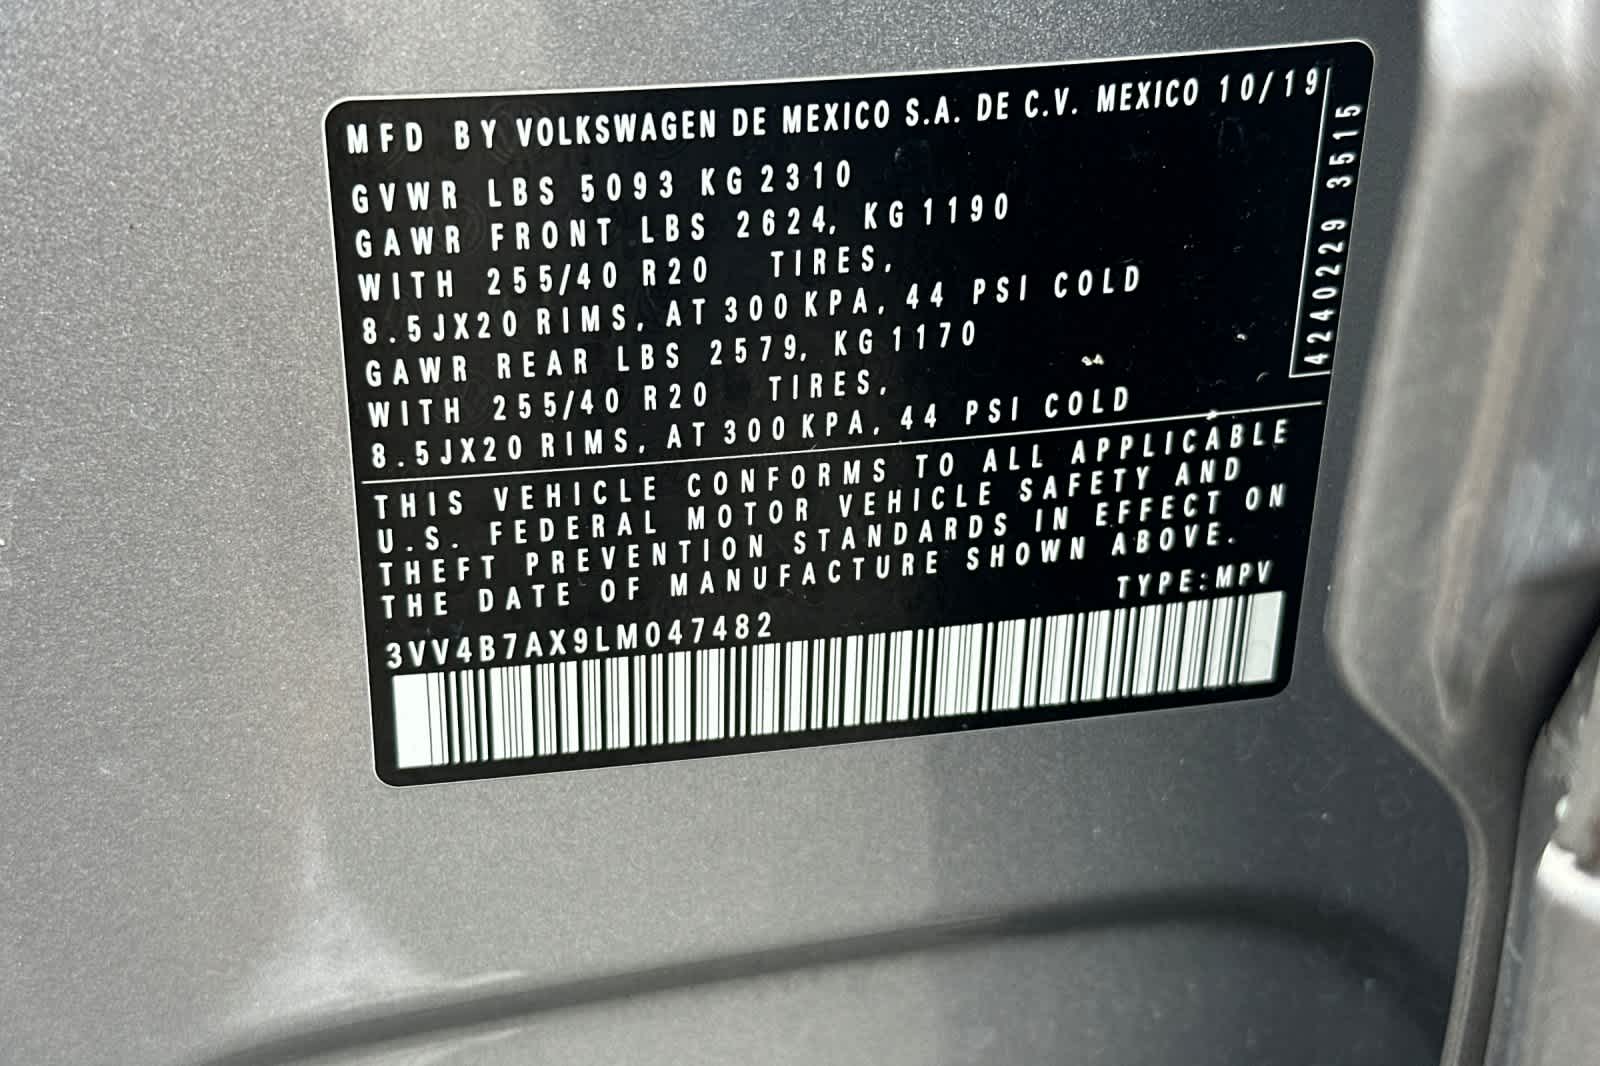 MFD BY VOLKSWAGEN DE MEXICO S.A. DE C.V. MEXICO 10/19
GVWR LBS 5093 KG 2310
GAWR FRONT LBS 2624, KG 1190
WITH 255/40 R20 TIRES,
8.5JX20 RIMS, AT 300 KPA, 44 PSI COLD
GAWR REAR LBS 2579, KG 1170
WITH 255/40 R20 TIRES,
8.5JX20 RIMS, AT 300 KPA, 44 PSI COLD
4240229 3515
THIS VEHICLE CONFORMS TO ALL APPLICABLE
U.S. FEDERAL MOTOR VEHICLE SAFETY AND
THEFT PREVENTION STANDARDS IN EFFECT ON
THE DATE OF MANUFACTURE SHOWN ABOVE.
TYPE:MPV
3VV4B7AX9LM047482